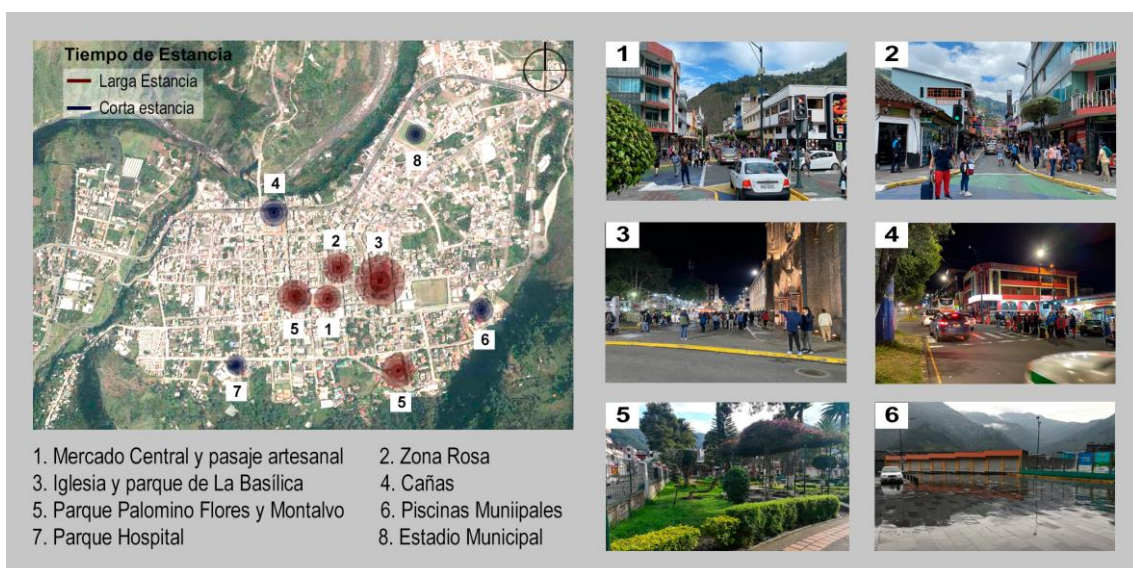 Tiempo de Estancia
Larga Estancia
Corta estancia
8
4
2
3
5
1
6
7
5
1. Mercado Central y pasaje artesanal
2. Zona Rosa
3. Iglesia y parque de La Basílica
4. Cañas
5. Parque Palomino Flores y Montalvo
6. Piscinas Muniipales
7. Parque Hospital
8. Estadio Municipal
1
2
3
4
5
6